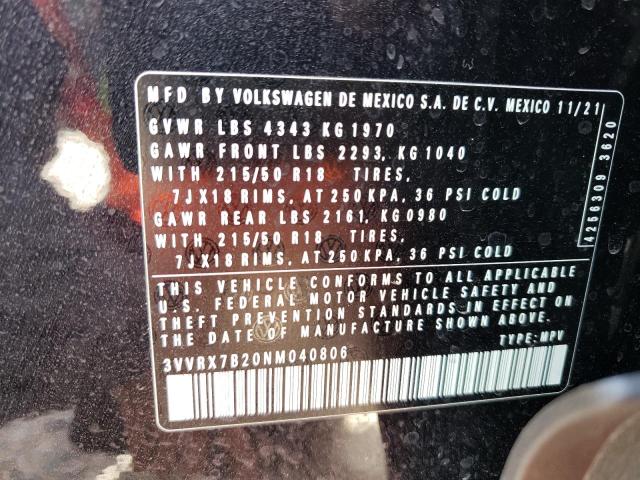 MFD BY VOLKSWAGEN DE MEXICO S.A. DE C.V. MEXICO 11/21
GVWR LBS 4343 KG 1970
GAWR FRONT LBS 2293, KG 1040
WITH 215/50 R18 TIRES,
7JX18 RIMS, AT 250 KPA, 36 PSI COLD
GAWR REAR LBS 2161, KG 0980
WITH 215/50 R18 TIRES,
7JX18 RIMS, AT 250 KPA, 36 PSI COLD
THIS VEHICLE CONFORMS TO ALL APPLICABLE
U.S. FEDERAL MOTOR VEHICLE SAFETY AND
THEFT PREVENTION STANDARDS IN EFFECT ON
THE DATE OF MANUFACTURE SHOWN ABOVE.
TYPE: MPV
3VVRX7B20NM040806
4256309 3620